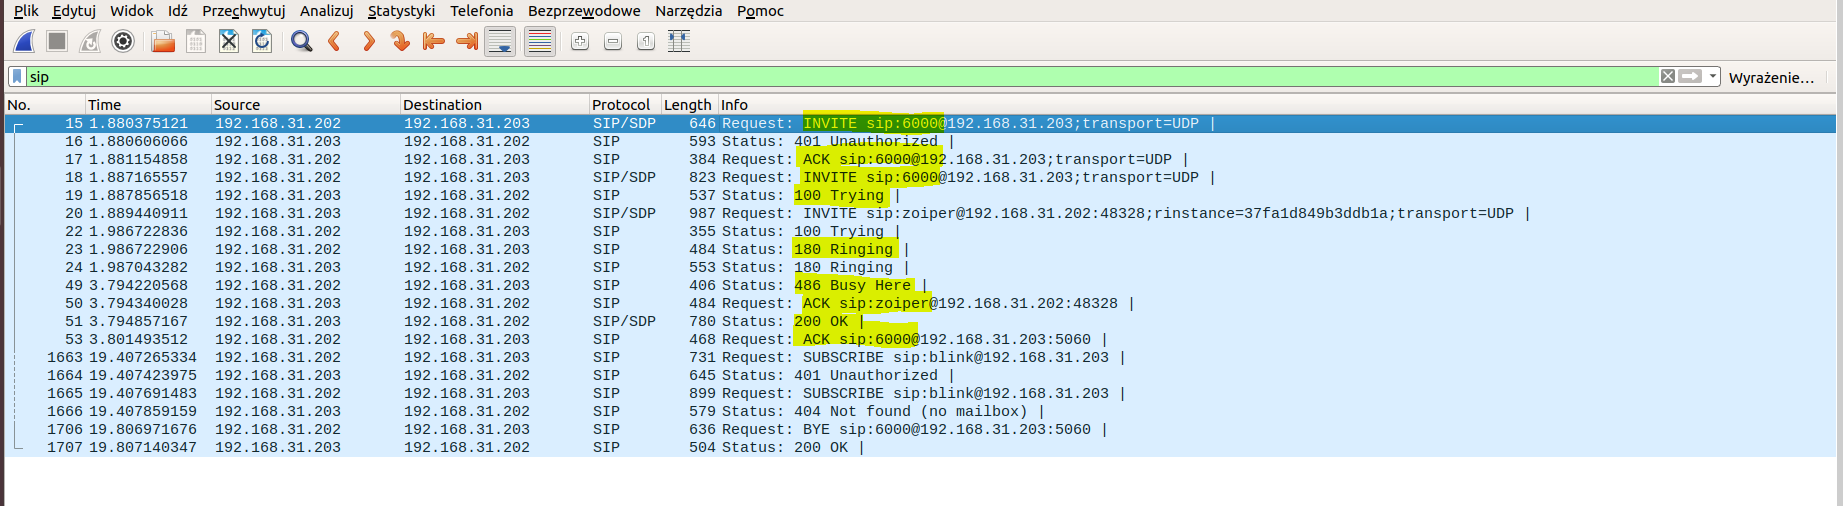 Plik Edytuj Widok Idź Przechwytuj Analizuj Statystyki Telefonia Bezprzewodowe Narzędzia Pomoc
sip Wyrażenie…
No. Time Source Destination Protocol Length Info
15 1.880375121 192.168.31.202 192.168.31.203 SIP/SDP 646 Request: INVITE sip:6000@192.168.31.203;transport=UDP |
16 1.880606066 192.168.31.203 192.168.31.202 SIP 593 Status: 401 Unauthorized |
17 1.881154858 192.168.31.202 192.168.31.203 SIP 384 Request: ACK sip:6000@192.168.31.203;transport=UDP |
18 1.887165557 192.168.31.202 192.168.31.203 SIP/SDP 823 Request: INVITE sip:6000@192.168.31.203;transport=UDP |
19 1.887856518 192.168.31.203 192.168.31.202 SIP 537 Status: 100 Trying |
20 1.889440911 192.168.31.203 192.168.31.202 SIP/SDP 987 Request: INVITE sip:zoiper@192.168.31.202:48328;rinstance=37fa1d849b3ddb1a;transport=UDP |
22 1.986722836 192.168.31.202 192.168.31.203 SIP 355 Status: 100 Trying |
23 1.986722906 192.168.31.202 192.168.31.203 SIP 484 Status: 180 Ringing |
24 1.987043282 192.168.31.203 192.168.31.202 SIP 553 Status: 180 Ringing |
49 3.794220568 192.168.31.202 192.168.31.203 SIP 406 Status: 486 Busy Here |
50 3.794340028 192.168.31.203 192.168.31.202 SIP 484 Request: ACK sip:zoiper@192.168.31.202:48328 |
51 3.794857167 192.168.31.203 192.168.31.202 SIP/SDP 780 Status: 200 OK |
53 3.801493512 192.168.31.202 192.168.31.203 SIP 468 Request: ACK sip:6000@192.168.31.203:5060 |
1663 19.407265334 192.168.31.202 192.168.31.203 SIP 731 Request: SUBSCRIBE sip:blink@192.168.31.203 |
1664 19.407423975 192.168.31.203 192.168.31.202 SIP 645 Status: 401 Unauthorized |
1665 19.407691483 192.168.31.202 192.168.31.203 SIP 899 Request: SUBSCRIBE sip:blink@192.168.31.203 |
1666 19.407859159 192.168.31.203 192.168.31.202 SIP 579 Status: 404 Not found (no mailbox) |
1706 19.806971676 192.168.31.202 192.168.31.203 SIP 636 Request: BYE sip:6000@192.168.31.203:5060 |
1707 19.807140347 192.168.31.203 192.168.31.202 SIP 504 Status: 200 OK |